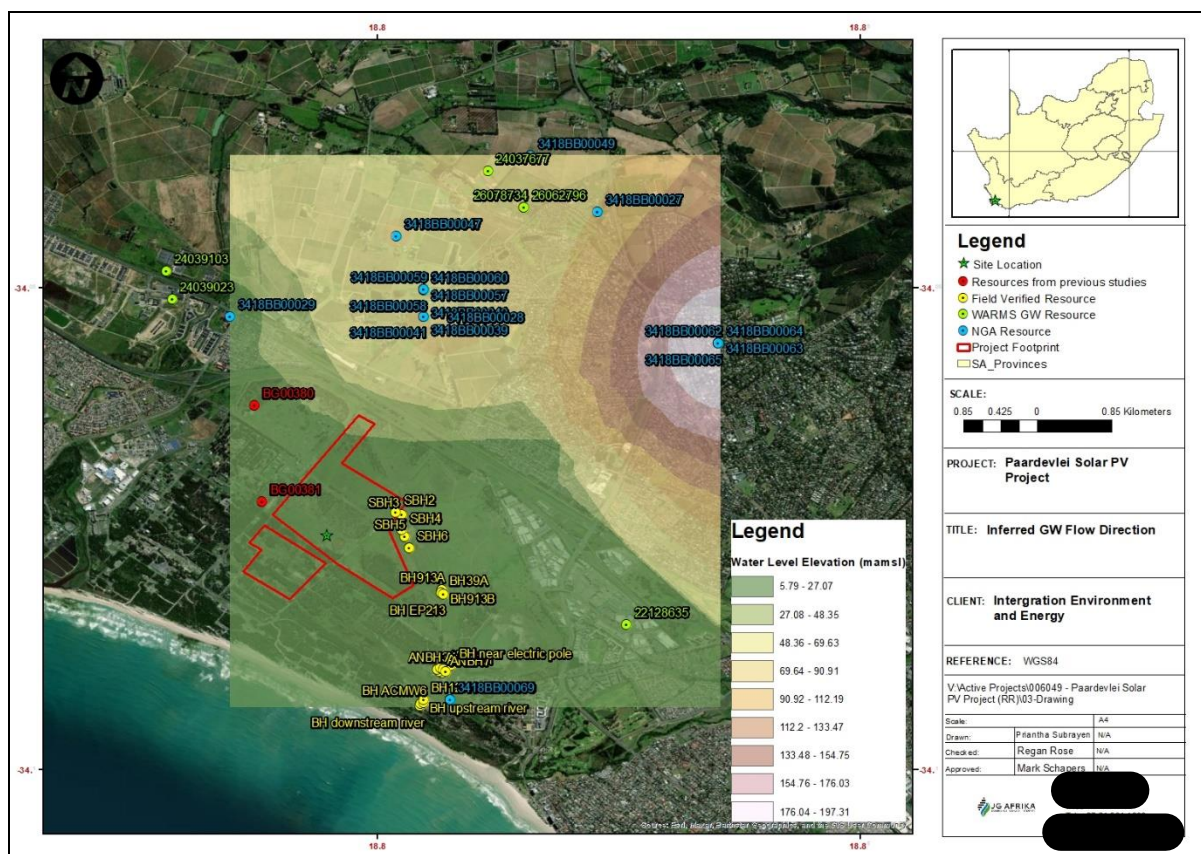 18.8
18.8
N
3418BB00049
24037677
26078734 26062796
3418BB00027
3418BB00047
24039103
24039023
3418BB00059 3418BB00060
3418BB00057
3418BB00058
3418BB00028
3418BB00041 3418BB00039
3418BB00029
3418BB00062 3418BB00064
3418BB00065 3418BB00063
-34.
-34.
BG00380
BG00381
SBH3 SBH2
SBH5 SBH4
SBH6
BH913A BH39A
BH913B
BH EP213
22128635
BH near electric pole
BH ACMW6
3418BB00069
BH upstream river
BH downstream river
-34.
-34.
18.8
18.8
Legend
Water Level Elevation (mamsl)
5.79 - 27.07
27.08 - 48.35
48.36 - 69.63
69.64 - 90.91
90.92 - 112.19
112.2 - 133.47
133.48 - 154.75
154.76 - 176.03
176.04 - 197.31
Legend
Site Location
Resources from previous studies
Field Verified Resource
WARMS GW Resource
NGA Resource
Project Footprint
SA_Provinces
SCALE:
0.85 0.425 0 0.85 Kilometers
PROJECT: Paardevlei Solar PV
Project
TITLE: Inferred GW Flow Direction
CLIENT: Intergration Environment
and Energy
REFERENCE: WGS84
V:\Active Projects\006049 - Paardevlei Solar
PV Project (RR)\03-Drawing
Scale: A4
Drawn: Priantha Subrayen N/A
Checked: Regan Rose N/A
Approved: Mark Schapers N/A
JG AFRIKA